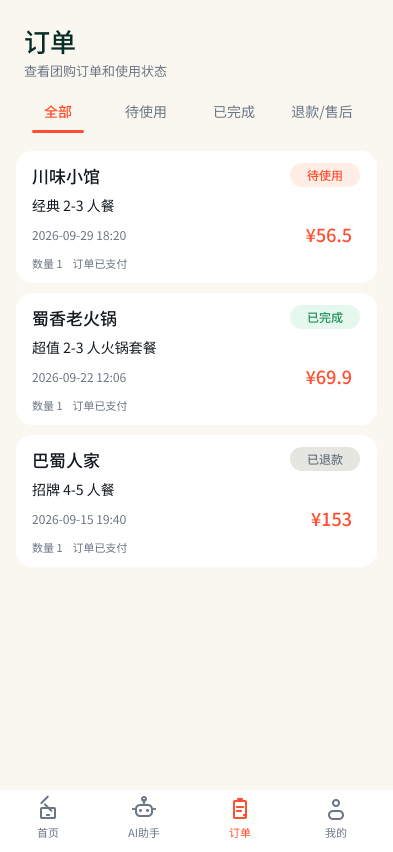 订单
查看团购订单和使用状态
全部 待使用 已完成 退款/售后
川味小馆 待使用
经典 2-3 人餐
2026-09-29 18:20 ¥56.5
数量 1 订单已支付
蜀香老火锅 已完成
超值 2-3 人火锅套餐
2026-09-22 12:06 ¥69.9
数量 1 订单已支付
巴蜀人家 已退款
招牌 4-5 人餐
2026-09-15 19:40 ¥153
数量 1 订单已支付
首页 AI助手 订单 我的